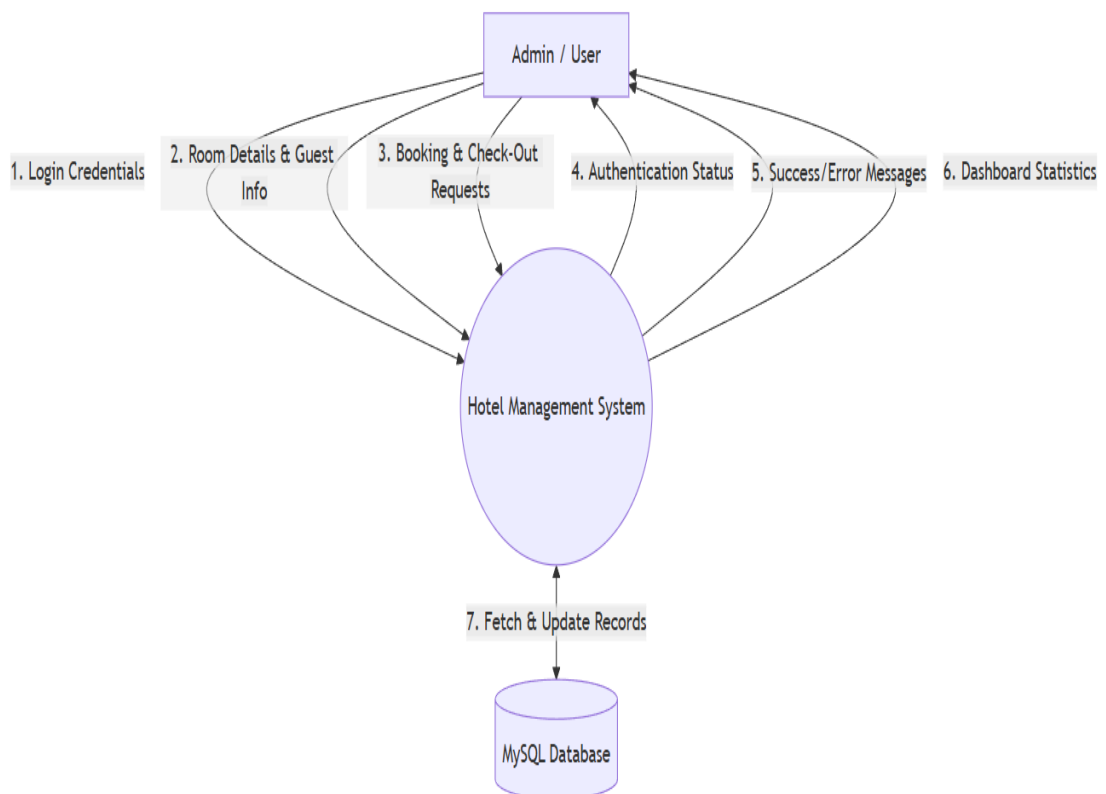 Admin / User
1. Login Credentials
2. Room Details & Guest
Info
3. Booking & Check-Out
Requests
4. Authentication Status
5. Success/Error Messages
6. Dashboard Statistics
Hotel Management System
7. Fetch & Update Records
MySQL Database